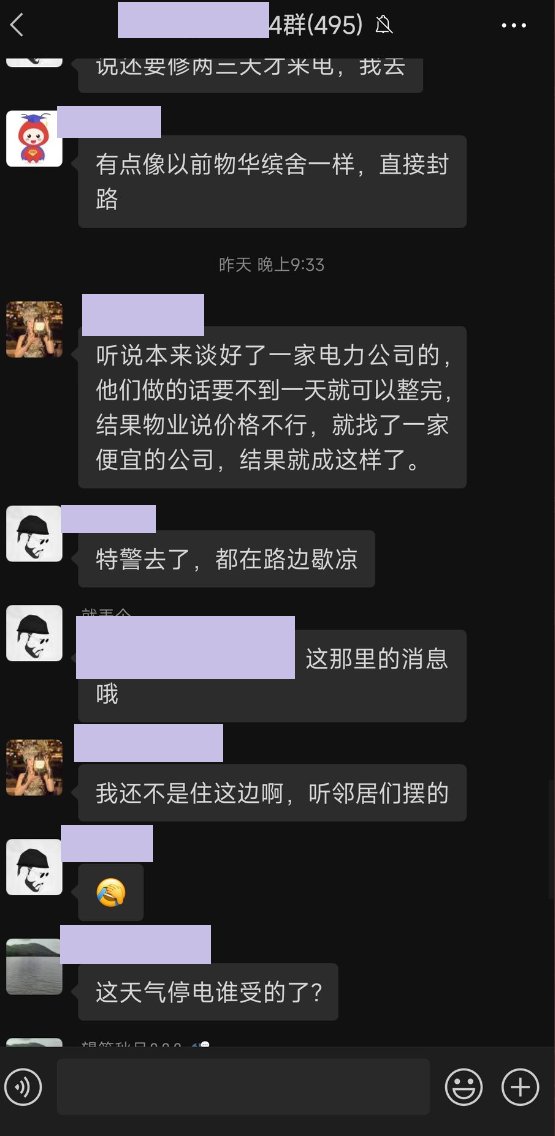 4群(495)
说还要修两三天才来电，我去
有点像以前物华缤舍一样，直接封
路
昨天 晚上9:33
听说本来谈好了一家电力公司的，
他们做的话要不到一天就可以整完，
结果物业说价格不行，就找了一家
便宜的公司，结果就成这样了。
特警去了，都在路边歇凉
这那里的消息
哦
我还不是住这边啊，听邻居们摆的
🤦
这天气停电谁受的了？